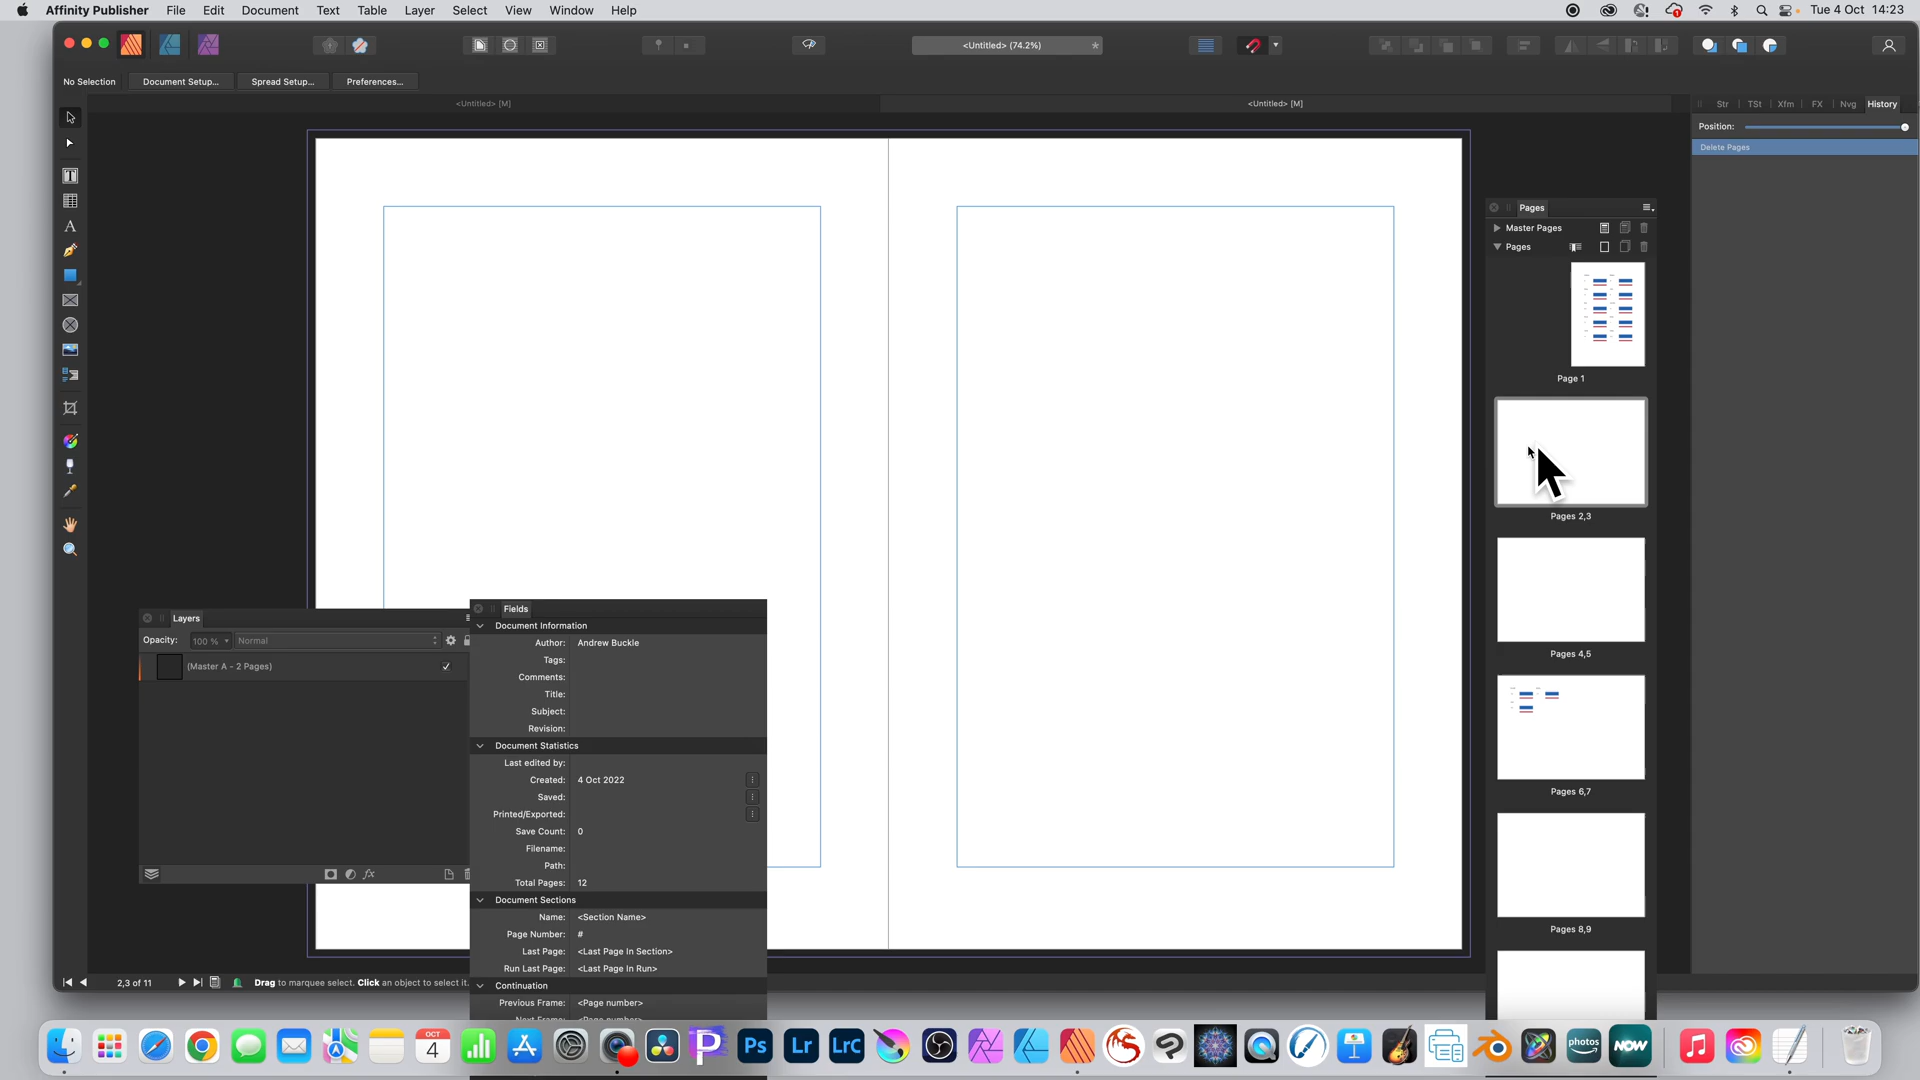 Affinity Publisher File Edit Document Text Table Layer Select View Window Help
Tue 4 Oct 14:23
<Untitled> (74.2%)
No Selection Document Setup... Spread Setup... Preferences...
<Untitled> [M]
<Untitled> [M]
Str TSt Xfm FX Nvg History
Position:
Delete Pages
Pages
Master Pages
Pages
Page 1
Pages 2,3
Pages 4,5
Pages 6,7
Pages 8,9
Layers
Opacity: 100 % Normal
(Master A - 2 Pages)
Fields
Document Information
Author: Andrew Buckle
Tags:
Comments:
Title:
Subject:
Revision:
Document Statistics
Last edited by:
Created: 4 Oct 2022
Saved:
Printed/Exported:
Save Count: 0
Filename:
Path:
Total Pages: 12
Document Sections
Name: <Section Name>
Page Number: #
Last Page: <Last Page In Section>
Run Last Page: <Last Page In Run>
Continuation
Previous Frame: <Page number>
Next Frame: <Page number>
2,3 of 11
Drag to marquee select. Click an object to select it.
OCT
4
Ps Lr LrC
photos
NOW